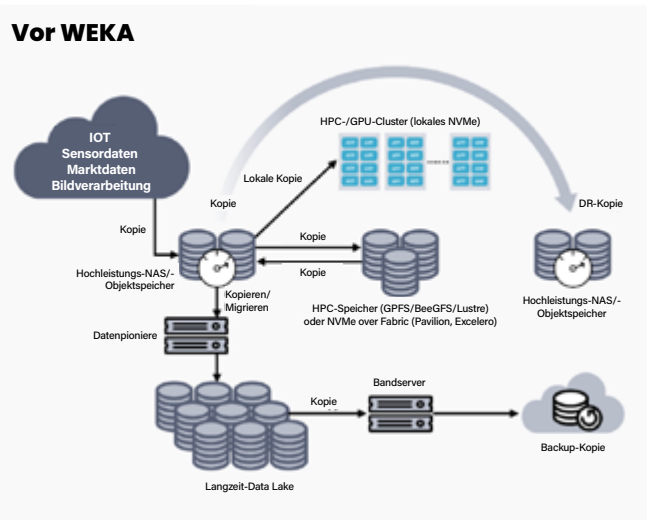 Vor WEKA
IOT
Sensordaten
Marktdaten
Bildverarbeitung
HPC-/GPU-Cluster (lokales NVMe)
Lokale Kopie
Kopie
DR-Kopie
Kopie
Kopie
Kopie
Hochleistungs-NAS/-
Objektspeicher
Kopieren/
Migrieren
HPC-Speicher (GPFS/BeeGFS/Lustre)
oder NVMe over Fabric (Pavilion, Excelero)
Hochleistungs-NAS/-
Objektspeicher
Datenpioniere
Bandserver
Kopie
Backup-Kopie
Langzeit-Data Lake